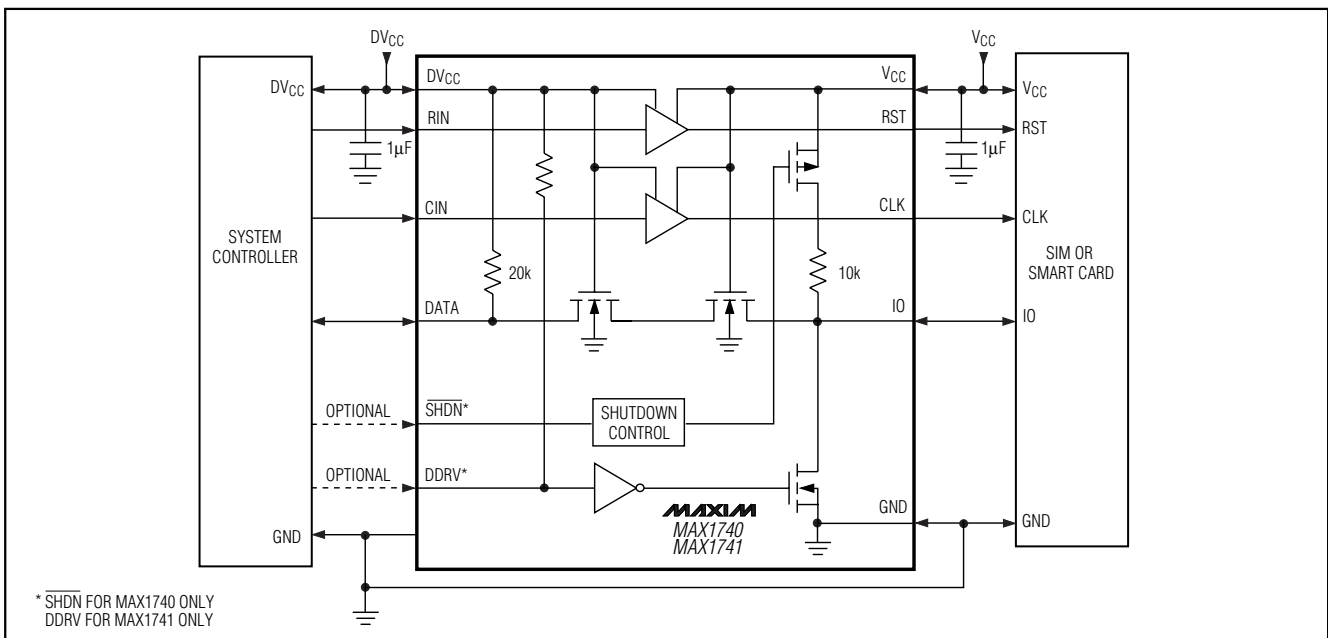 DVCC
VCC
DVCC
DVCC
VCC
VCC
RIN
RST
RST
1µF
1µF
CIN
CLK
CLK
SYSTEM
CONTROLLER
SIM OR
SMART CARD
20k
10k
DATA
IO
IO
OPTIONAL
SHDN*
SHUTDOWN
CONTROL
OPTIONAL
DDRV*
MAXIM
MAX1740
MAX1741
GND
GND
GND
* SHDN FOR MAX1740 ONLY
DDRV FOR MAX1741 ONLY